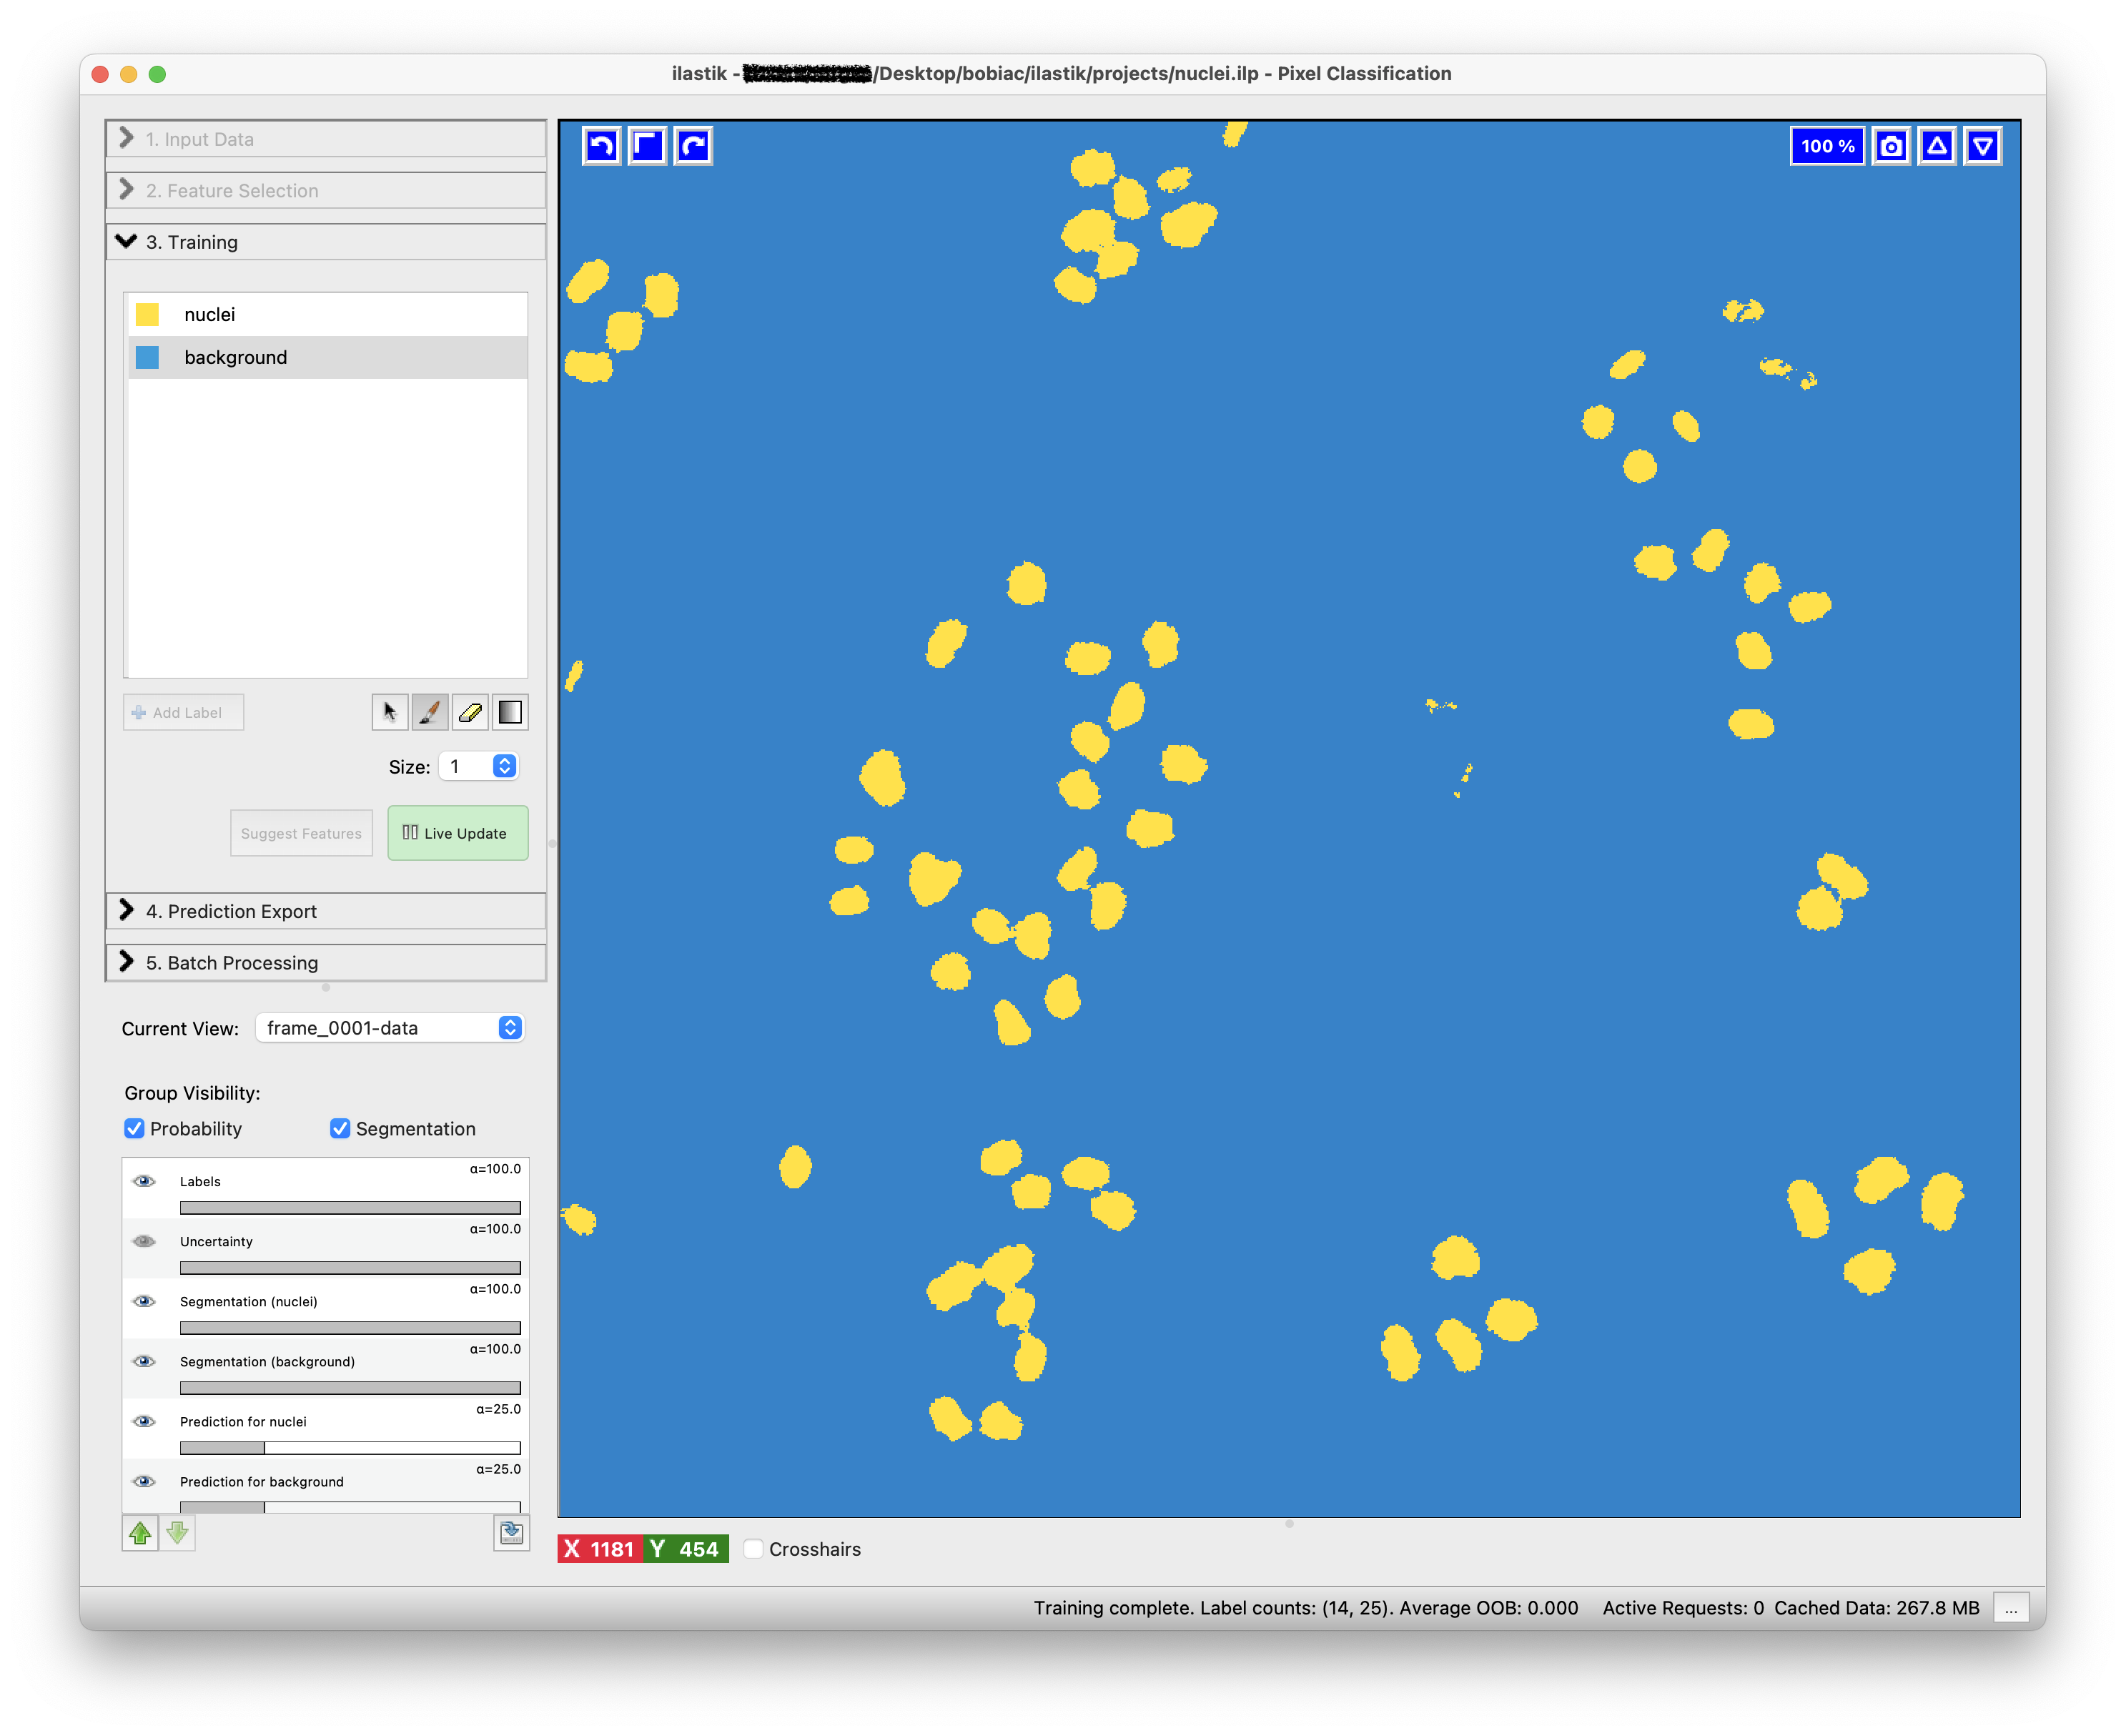 ilastik - /Desktop/bobiac/ilastik/projects/nuclei.ilp - Pixel Classification
1. Input Data
2. Feature Selection
3. Training
nuclei
background
Add Label
Size: 1
Suggest Features
Live Update
4. Prediction Export
5. Batch Processing
Current View: frame_0001-data
Group Visibility:
Probability Segmentation
α=100.0
Labels
α=100.0
Uncertainty
α=100.0
Segmentation (nuclei)
α=100.0
Segmentation (background)
α=25.0
Prediction for nuclei
α=25.0
Prediction for background
100 %
X 1181 Y 454 Crosshairs
Training complete. Label counts: (14, 25). Average OOB: 0.000 Active Requests: 0 Cached Data: 267.8 MB ...